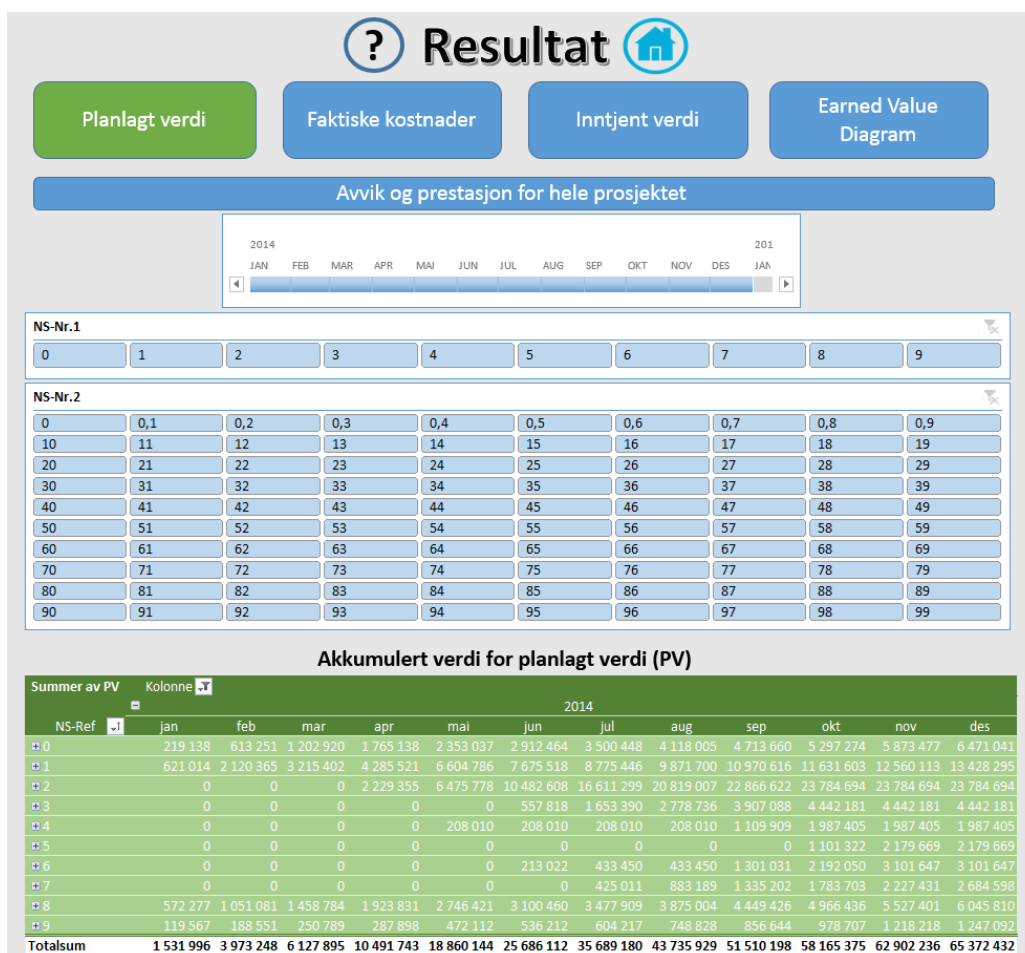 ? Resultat
Planlagt verdi Faktiske kostnader Inntjent verdi Earned Value
Diagram
Avvik og prestasjon for hele prosjektet
2014 201
JAN FEB MAR APR MAI JUN JUL AUG SEP OKT NOV DES JAN
NS-Nr.1
0 1 2 3 4 5 6 7 8 9
NS-Nr.2
0 0,1 0,2 0,3 0,4 0,5 0,6 0,7 0,8 0,9
10 11 12 13 14 15 16 17 18 19
20 21 22 23 24 25 26 27 28 29
30 31 32 33 34 35 36 37 38 39
40 41 42 43 44 45 46 47 48 49
50 51 52 53 54 55 56 57 58 59
60 61 62 63 64 65 66 67 68 69
70 71 72 73 74 75 76 77 78 79
80 81 82 83 84 85 86 87 88 89
90 91 92 93 94 95 96 97 98 99
Akkumulert verdi for planlagt verdi (PV)
Summer av PV Kolonne
2014
NS-Ref jan feb mar apr mai jun jul aug sep okt nov des
0 219 138 613 251 1 202 920 1 765 138 2 353 037 2 912 464 3 500 448 4 118 005 4 713 660 5 297 274 5 873 477 6 471 041
1 621 014 2 120 365 3 215 402 4 285 521 6 604 786 7 675 518 8 775 446 9 871 700 10 970 616 11 631 603 12 560 113 13 428 295
2 0 0 0 2 229 355 6 475 778 10 482 608 16 611 299 20 819 007 22 866 622 23 784 694 23 784 694 23 784 694
3 0 0 0 0 0 557 818 1 653 390 2 778 736 3 907 088 4 442 181 4 442 181 4 442 181
4 0 0 0 0 208 010 208 010 208 010 208 010 1 109 909 1 987 405 1 987 405 1 987 405
5 0 0 0 0 0 0 0 0 0 1 101 322 2 179 669 2 179 669
6 0 0 0 0 0 213 022 433 450 433 450 1 301 031 2 192 050 3 101 647 3 101 647
7 0 0 0 0 0 0 425 011 883 189 1 335 202 1 783 703 2 227 431 2 684 598
8 572 277 1 051 081 1 458 784 1 923 831 2 746 421 3 100 460 3 477 909 3 875 004 4 449 426 4 966 436 5 527 401 6 045 810
9 119 567 188 551 250 789 287 898 472 112 536 212 604 217 748 828 856 644 978 707 1 218 218 1 247 092
Totalsum 1 531 996 3 973 248 6 127 895 10 491 743 18 860 144 25 686 112 35 689 180 43 735 929 51 510 198 58 165 375 62 902 236 65 372 432